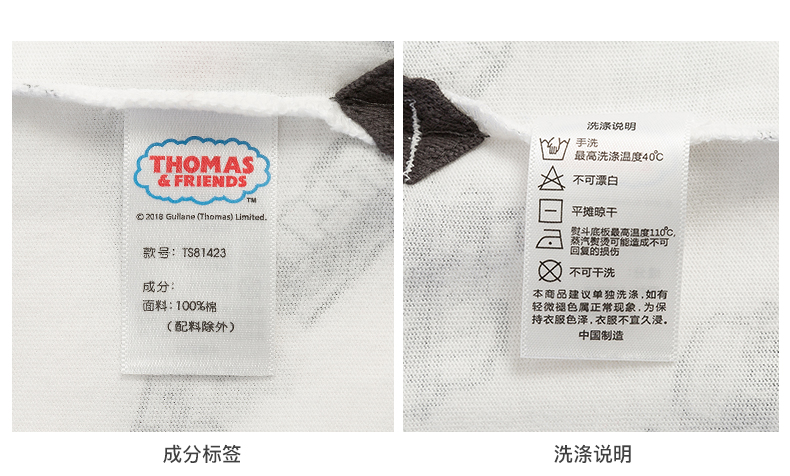 THOMAS
& FRIENDS
TM
© 2018 Gullane (Thomas) Limited.
款号: TS81423
成分:
面料: 100%棉
(配料除外)
成分标签
洗涤说明
手洗
最高洗涤温度40℃
不可漂白
平摊晾干
熨斗底板最高温度110℃,
蒸汽熨烫可能造成不可
回复的损伤
不可干洗
本商品建议单独洗涤,如有
轻微褪色属正常现象,为保
持衣服色泽,衣服不宜久浸。
中国制造
洗涤说明